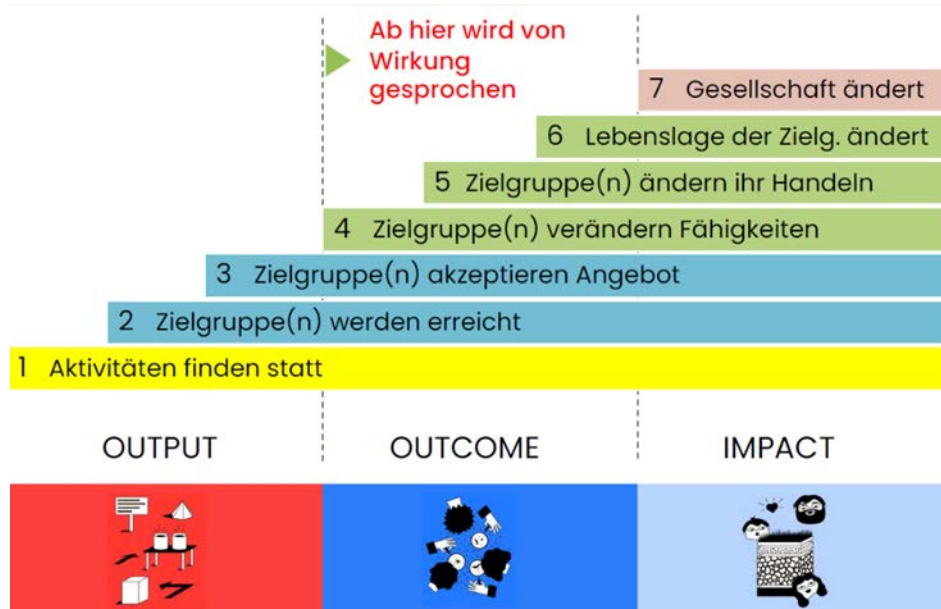 Ab hier wird von
Wirkung
gesprochen
7 Gesellschaft ändert
6 Lebenslage der Zielg. ändert
5 Zielgruppe(n) ändern ihr Handeln
4 Zielgruppe(n) verändern Fähigkeiten
3 Zielgruppe(n) akzeptieren Angebot
2 Zielgruppe(n) werden erreicht
1 Aktivitäten finden statt
OUTPUT
OUTCOME
IMPACT